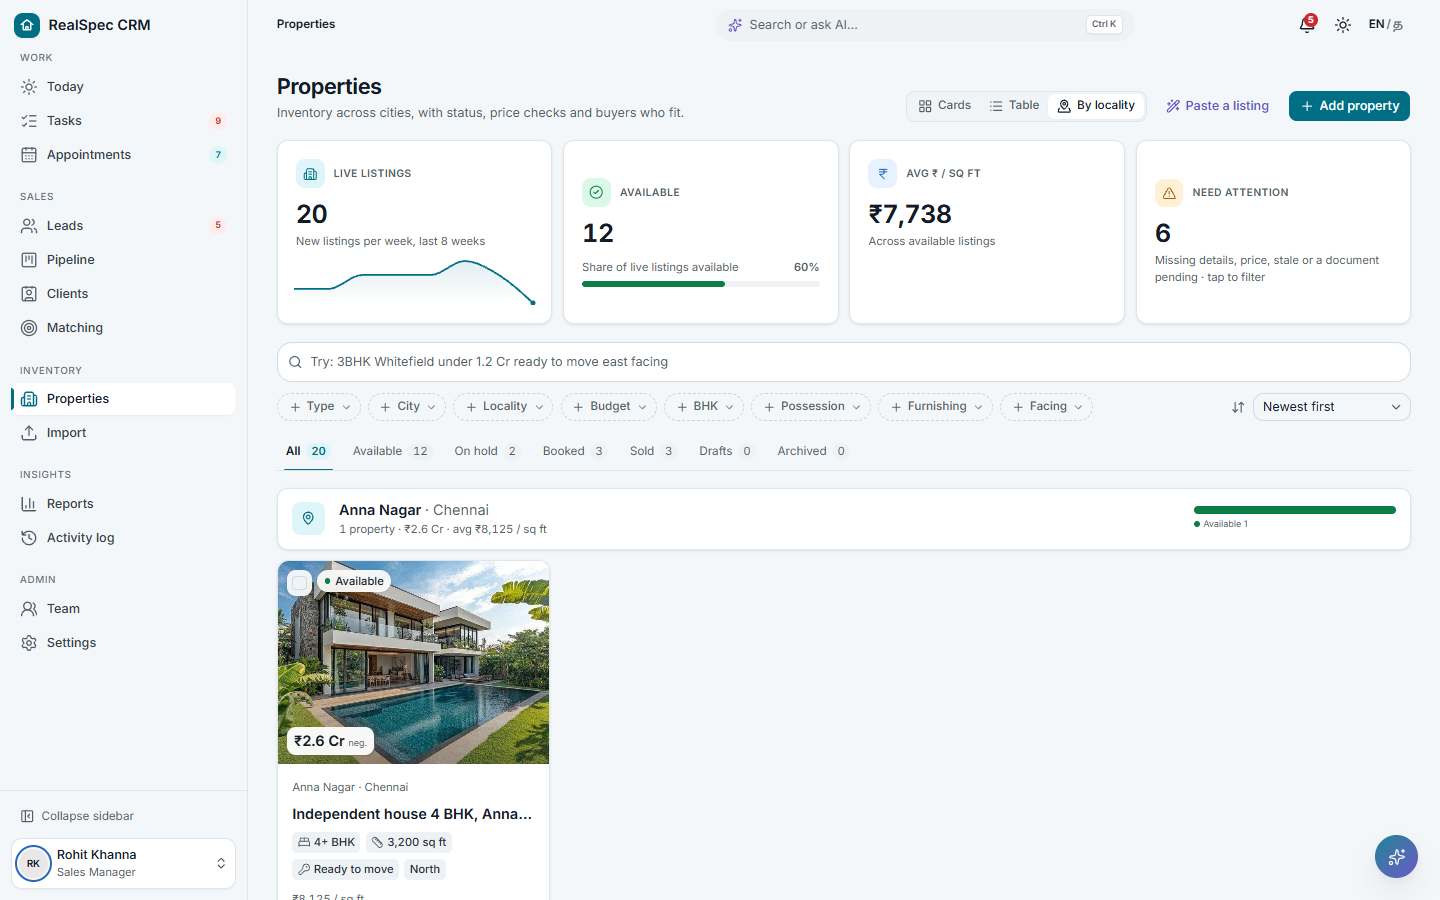 RealSpec CRM
WORK
Today
Tasks 9
Appointments 7
SALES
Leads 5
Pipeline
Clients
Matching
INVENTORY
Properties
Import
INSIGHTS
Reports
Activity log
ADMIN
Team
Settings
Collapse sidebar
RK
Rohit Khanna
Sales Manager
Properties
Search or ask AI...
Ctrl K
5
EN / த
Properties
Inventory across cities, with status, price checks and buyers who fit.
Cards
Table
By locality
Paste a listing
+ Add property
LIVE LISTINGS
20
New listings per week, last 8 weeks
AVAILABLE
12
Share of live listings available 60%
₹ AVG ₹ / SQ FT
₹7,738
Across available listings
NEED ATTENTION
6
Missing details, price, stale or a document
pending · tap to filter
Try: 3BHK Whitefield under 1.2 Cr ready to move east facing
+ Type
+ City
+ Locality
+ Budget
+ BHK
+ Possession
+ Furnishing
+ Facing
Newest first
All 20
Available 12
On hold 2
Booked 3
Sold 3
Drafts 0
Archived 0
Anna Nagar · Chennai
1 property · ₹2.6 Cr · avg ₹8,125 / sq ft
Available 1
Available
₹2.6 Cr neg.
Anna Nagar · Chennai
Independent house 4 BHK, Anna...
4+ BHK
3,200 sq ft
Ready to move
North
₹8,125 / sq ft